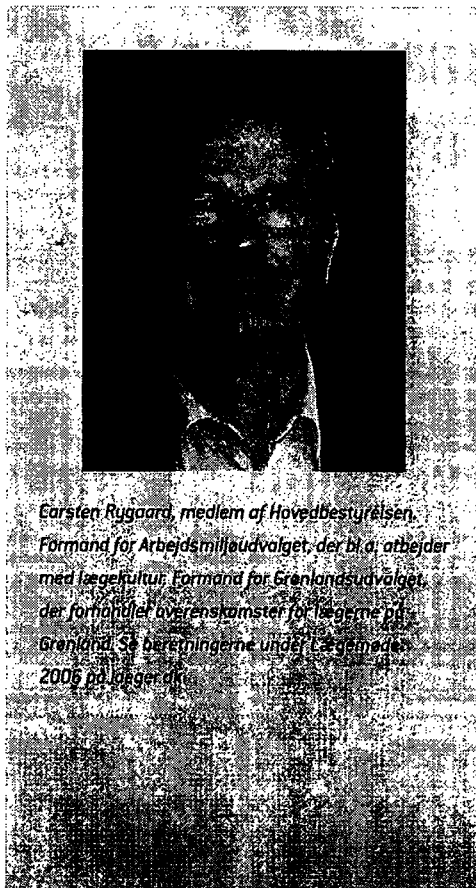 Carsten Rygaard, medlem af Hovedbestyrelsen.
Formand for Arbejdsmiljøudvalget, der bl.a. arbejder
med lægekultur. Formand for Grønlandsudvalget,
der forhandler overenskomster for lægerne på
Grønland. Se beretningerne under Lægemødet
2006 på laeger.dk.